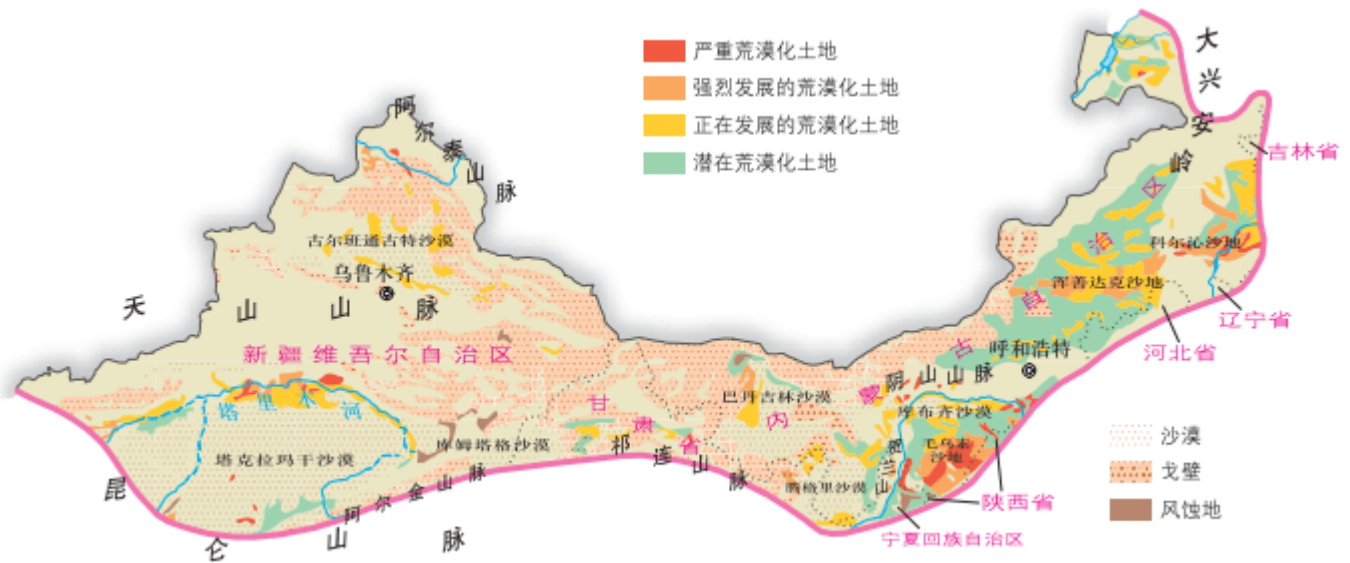 严重荒漠化土地
强烈发展的荒漠化土地
正在发展的荒漠化土地
潜在荒漠化土地
大兴安岭
吉林省
阿尔泰山脉
古尔班通古特沙漠
乌鲁木齐
天山山脉
新疆维吾尔自治区
塔里木河
塔克拉玛干沙漠
库姆塔格沙漠
昆仑山脉
阿尔金山脉
甘肃省
祁连山脉
巴丹吉林沙漠
内蒙古自治区
腾格里沙漠
贺兰山
阴山山脉
呼和浩特
库布齐沙漠
毛乌素
沙地
科尔沁沙地
浑善达克沙地
辽宁省
河北省
陕西省
宁夏回族自治区
沙漠
戈壁
风蚀地